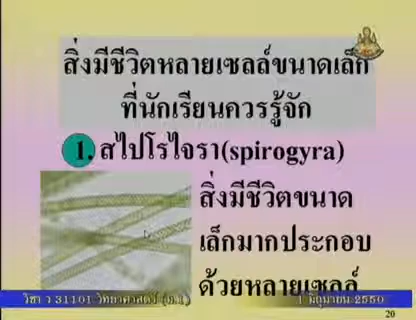 สิ่งมีชีวิตหลายเซลล์ขนาดเล็ก
ที่นักเรียนควรรู้จัก
1. สไปโรไจรา(spirogyra)
สิ่งมีชีวิตขนาด
เล็กมากประกอบ
ด้วยหลายเซลล์
วิชา ว 31101 วิทยาศาสตร์ (ม.1)
1 มิถุนายน 2550
20